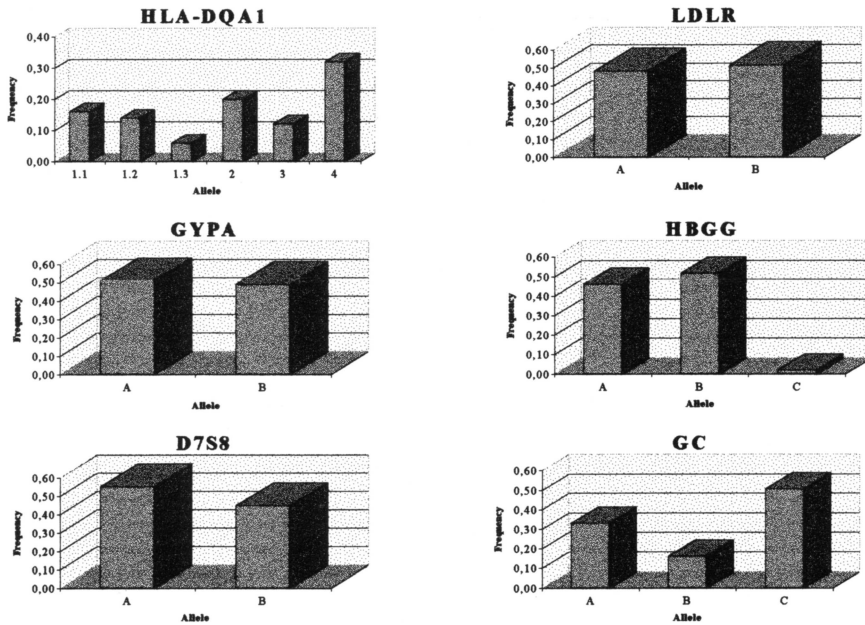 HLA-DQA1
0,40
0,30
0,20
0,10
0,00
Frequency
1.1 1.2 1.3 2 3 4
Allele
LDLR
0,60
0,50
0,40
0,30
0,20
0,10
0,00
Frequency
A B
Allele
GYPA
0,60
0,50
0,40
0,30
0,20
0,10
0,00
Frequency
A B
Allele
HBGG
0,60
0,50
0,40
0,30
0,20
0,10
0,00
Frequency
A B C
Allele
D7S8
0,60
0,50
0,40
0,30
0,20
0,10
0,00
Frequency
A B
Allele
GC
0,60
0,50
0,40
0,30
0,20
0,10
0,00
Frequency
A B C
Allele